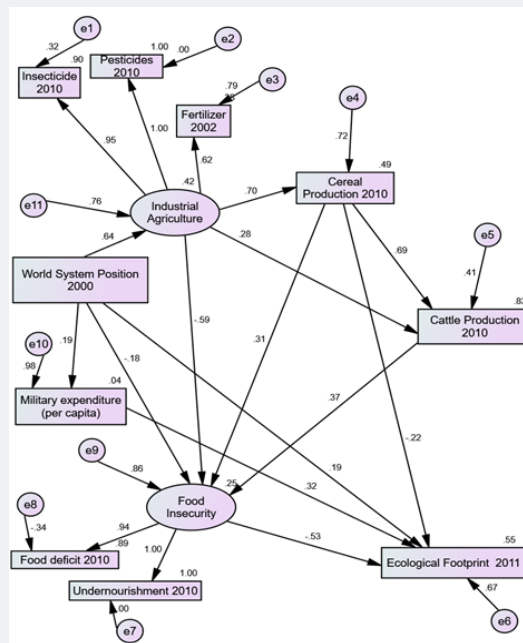 e1
.32
.90
Insecticide
2010
Pesticides
2010
1.00
.00
e2
.79
e3
Fertilizer
2002
.95
1.00
.62
e4
.72
.49
Cereal
Production 2010
.42
Industrial
Agriculture
.70
e11
.76
.64
.28
.69
e5
.41
World System Position
2000
Cattle Production
2010
-.59
.31
e10
.98
.19
-.18
.04
Military expenditure
(per capita)
.37
-.22
e9
.86
.25
Food
Insecurity
.32
.19
e8
-.34
.94
.89
Food deficit 2010
-.53
.55
Ecological Footprint 2011
1.00
1.00
Undernourishment 2010
.00
e7
.67
e6